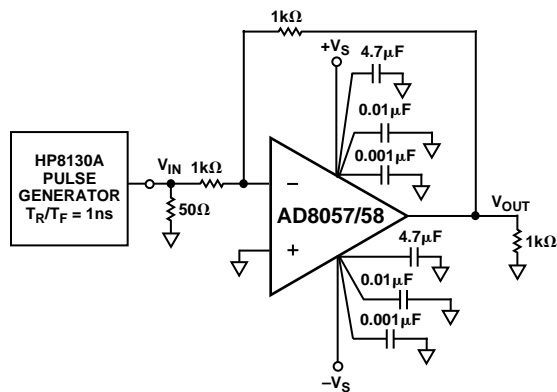 1kΩ
+VS
4.7μF
0.01μF
0.001μF
HP8130A
PULSE
GENERATOR
TR/TF = 1ns
VIN
1kΩ
50Ω
–
+
AD8057/58
VOUT
1kΩ
4.7μF
0.01μF
0.001μF
–VS